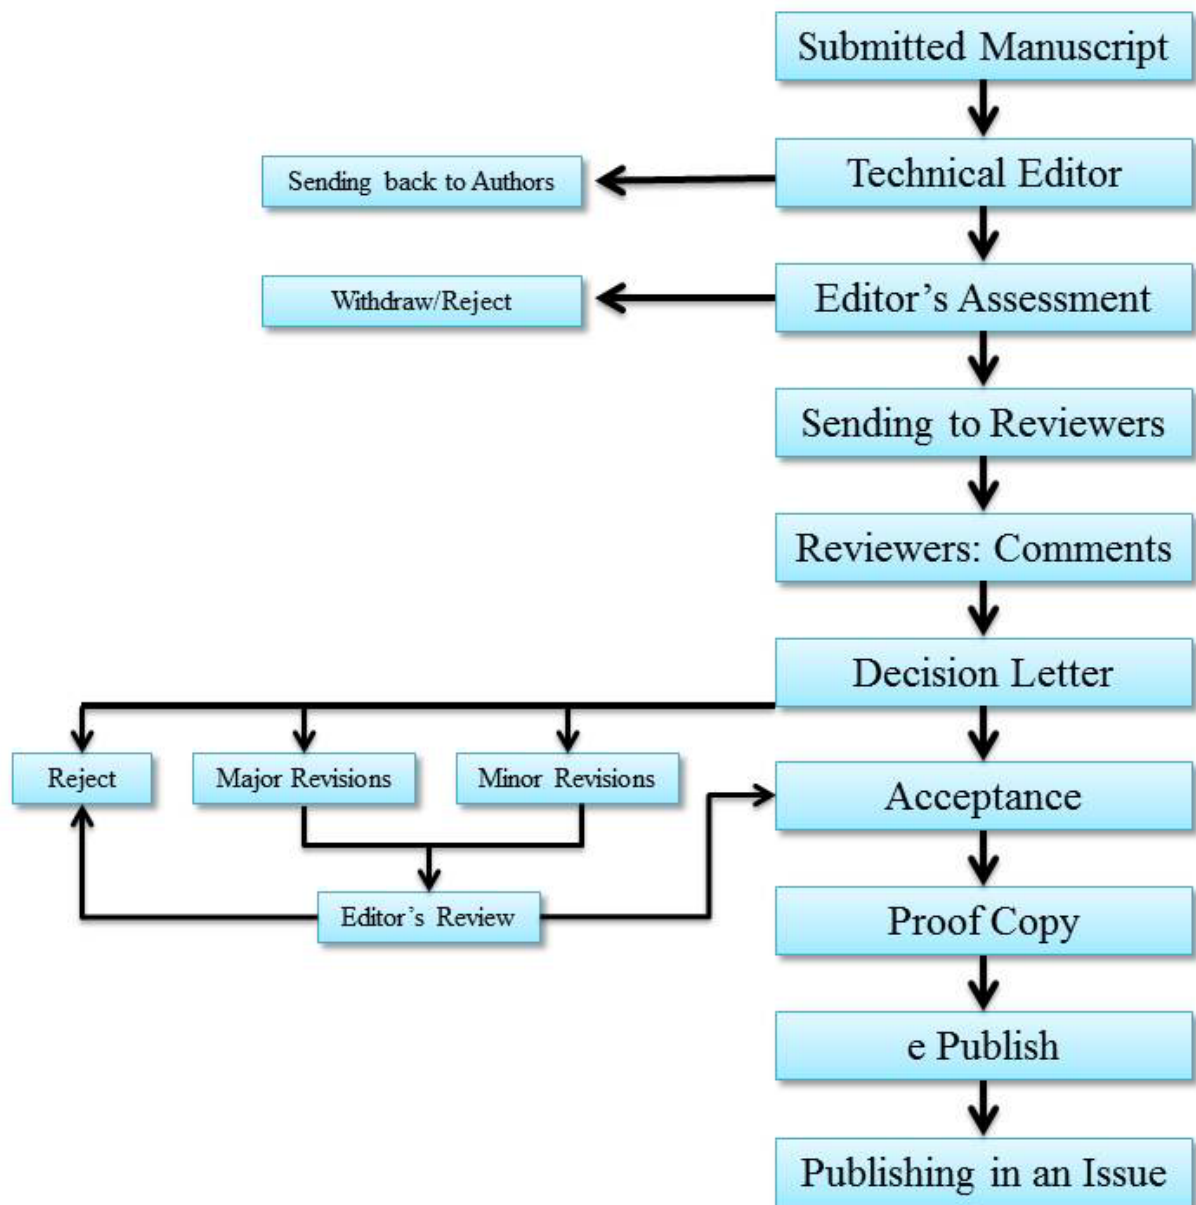 Submitted Manuscript
Technical Editor
Sending back to Authors
Editor’s Assessment
Withdraw/Reject
Sending to Reviewers
Reviewers: Comments
Decision Letter
Reject
Major Revisions
Minor Revisions
Acceptance
Editor’s Review
Proof Copy
e Publish
Publishing in an Issue